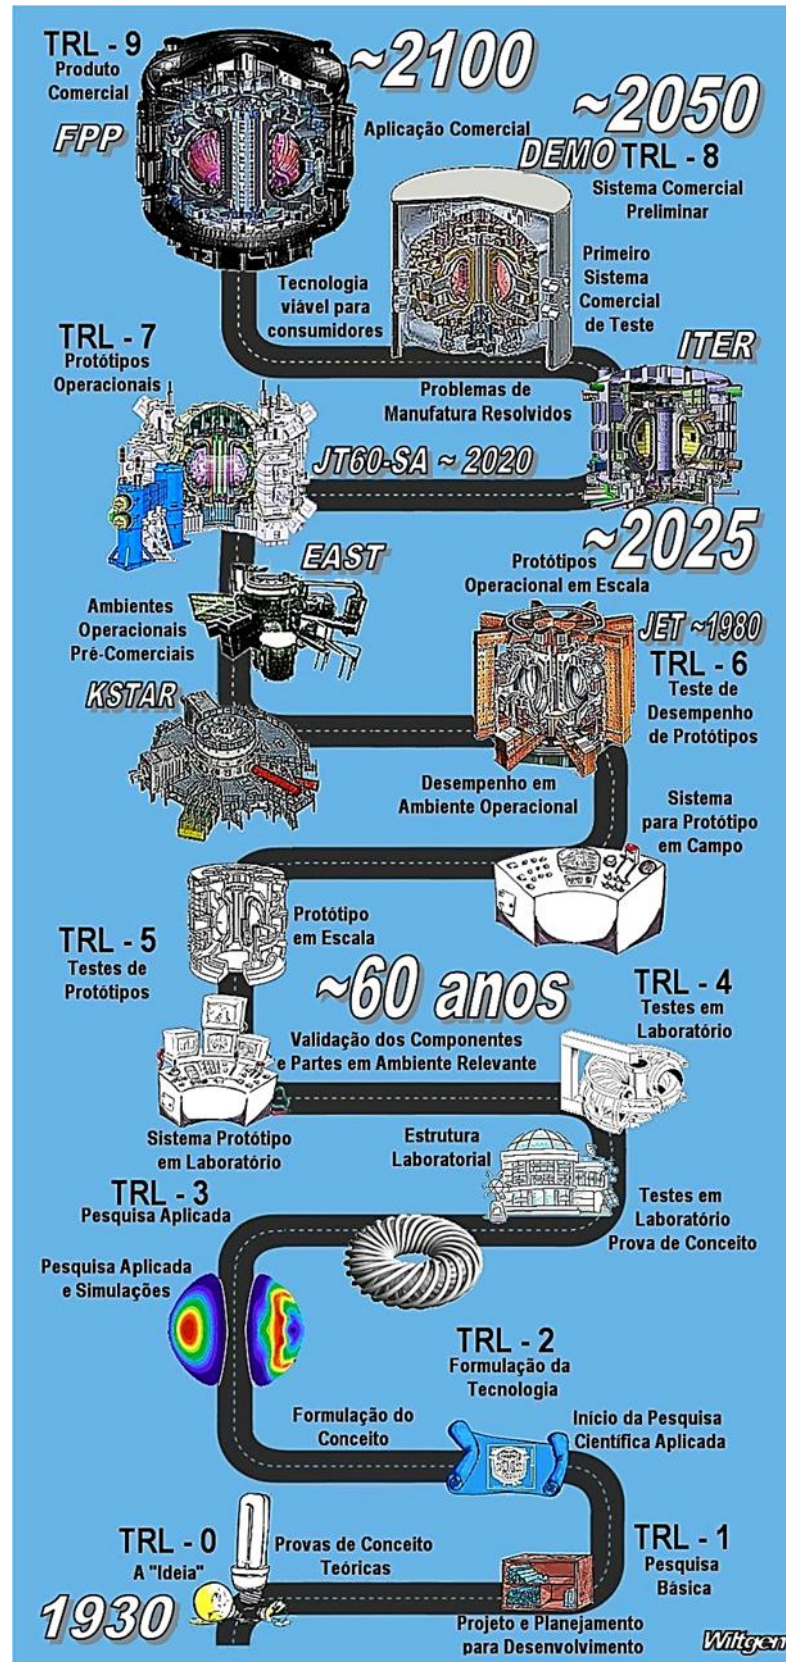 TRL - 9
Produto
Comercial
FPP
~2100
Aplicação Comercial
~2050
DEMO
TRL - 8
Sistema Comercial
Preliminar
Primeiro
Sistema
Comercial
de Teste
Tecnologia
viável para
consumidores
TRL - 7
Protótipos
Operacionais
ITER
Problemas de
Manufatura Resolvidos
JT60-SA ~ 2020
~2025
EAST
Protótipos
Operacional em Escala
Ambientes
Operacionais
Pré-Comerciais
JET ~1980
TRL - 6
Teste de
Desempenho
de Protótipos
KSTAR
Desempenho em
Ambiente Operacional
Sistema
para Protótipo
em Campo
Protótipo
em Escala
TRL - 5
Testes de
Protótipos
~60 anos
TRL - 4
Testes em
Laboratório
Validação dos Componentes
e Partes em Ambiente Relevante
Sistema Protótipo
em Laboratório
Estrutura
Laboratorial
TRL - 3
Pesquisa Aplicada
Testes em
Laboratório
Prova de Conceito
Pesquisa Aplicada
e Simulações
TRL - 2
Formulação da
Tecnologia
Formulação do
Conceito
Início da Pesquisa
Científica Aplicada
TRL - 0
A "Ideia"
Provas de Conceito
Teóricas
TRL - 1
Pesquisa
Básica
1930
Projeto e Planejamento
para Desenvolvimento
Wiltgen